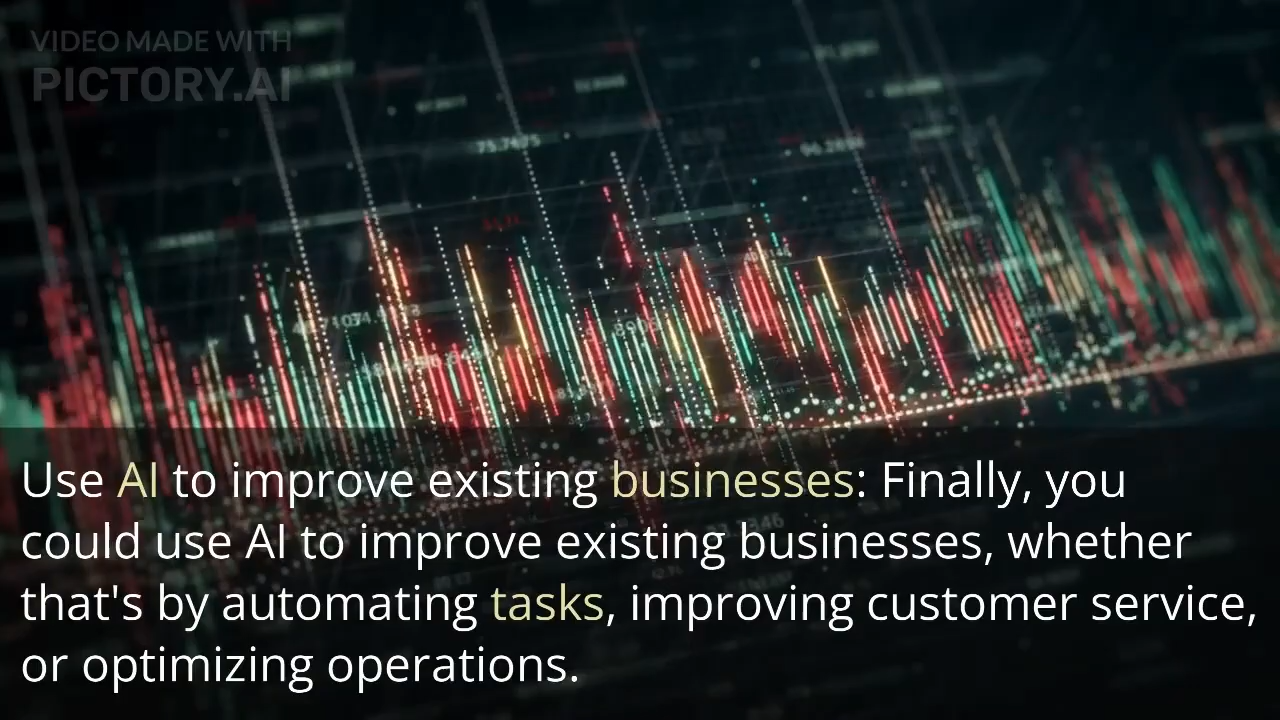 VIDEO MADE WITH
PICTORY.AI
Use AI to improve existing businesses: Finally, you
could use AI to improve existing businesses, whether
that's by automating tasks, improving customer service,
or optimizing operations.